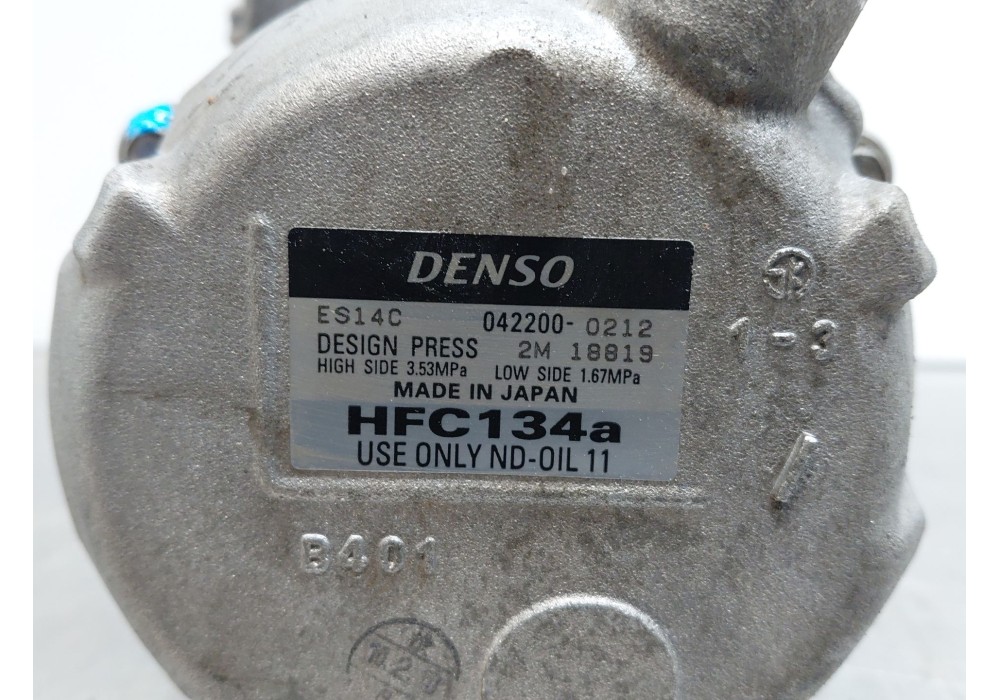 DENSO
ES14C 042200-0212
DESIGN PRESS 2M 18819
HIGH SIDE 3.53MPa LOW SIDE 1.67MPa
MADE IN JAPAN
HFC134a
USE ONLY ND-OIL 11
1-3
B401